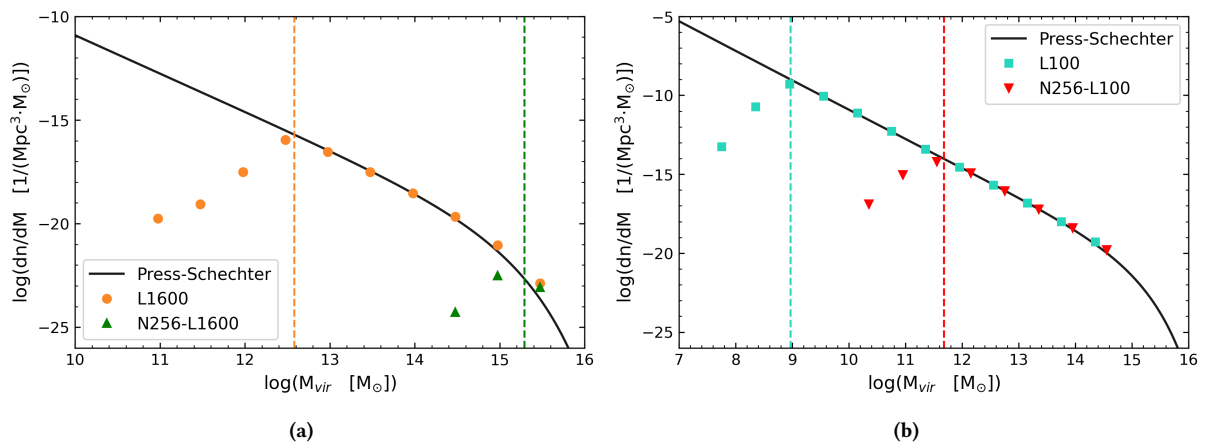 −10
−15
−20
−25
log(dn/dM [1/(Mpc³·M⊙)])
Press-Schechter
L1600
N256-L1600
10 11 12 13 14 15 16
log(Mvir [M⊙])
(a)
−5
−10
−15
−20
−25
log(dn/dM [1/(Mpc³·M⊙)])
Press-Schechter
L100
N256-L100
7 8 9 10 11 12 13 14 15 16
log(Mvir [M⊙])
(b)